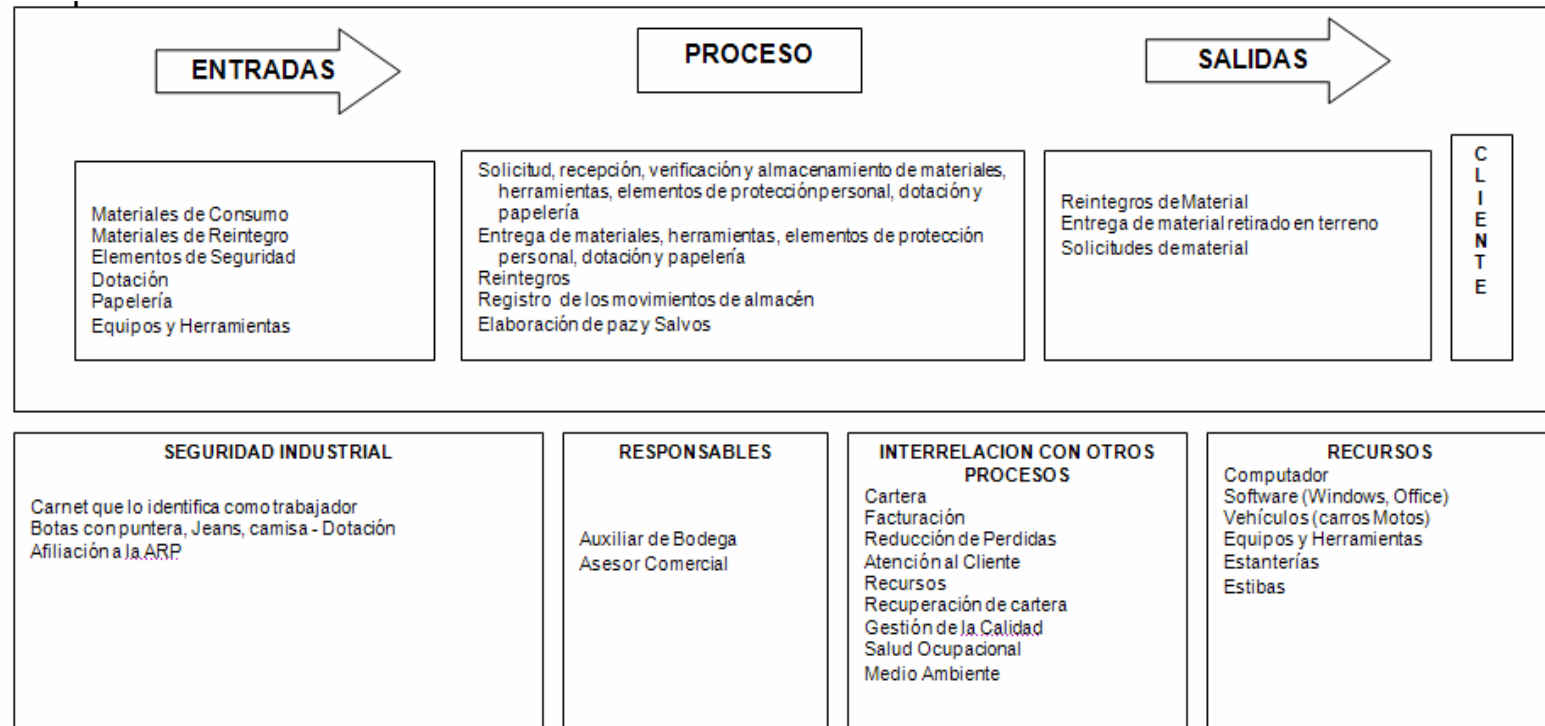 ENTRADAS
PROCESO
SALIDAS
Materiales de Consumo
Materiales de Reintegro
Elementos de Seguridad
Dotación
Papelería
Equipos y Herramientas
Solicitud, recepción, verificación y almacenamiento de materiales,
herramientas, elementos de protección personal, dotación y
papelería
Entrega de materiales, herramientas, elementos de protección
personal, dotación y papelería
Reintegros
Registro de los movimientos de almacén
Elaboración de paz y Salvos
Reintegros de Material
Entrega de material retirado en terreno
Solicitudes de material
C
L
I
E
N
T
E
SEGURIDAD INDUSTRIAL
Carnet que lo identifica como trabajador
Botas con puntera, Jeans, camisa - Dotación
Afiliación a la ARP
RESPONSABLES
Auxiliar de Bodega
Asesor Comercial
INTERRELACION CON OTROS
PROCESOS
Cartera
Facturación
Reducción de Perdidas
Atención al Cliente
Recursos
Recuperación de cartera
Gestión de la Calidad
Salud Ocupacional
Medio Ambiente
RECURSOS
Computador
Software (Windows, Office)
Vehículos (carros Motos)
Equipos y Herramientas
Estanterías
Estibas